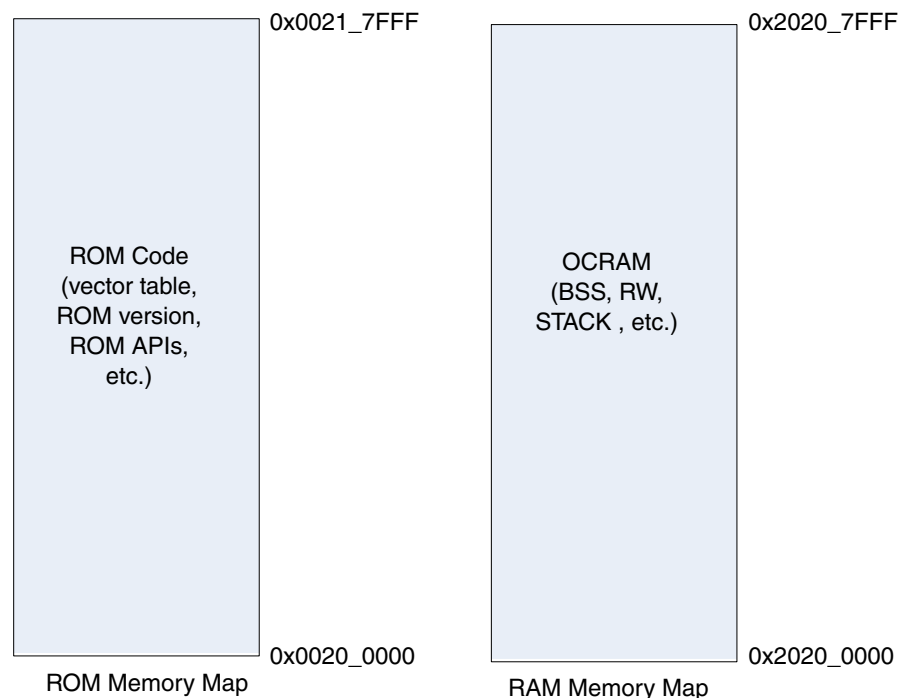 0x0021_7FFF
ROM Code
(vector table,
ROM version,
ROM APIs,
etc.)
0x0020_0000
ROM Memory Map
0x2020_7FFF
OCRAM
(BSS, RW,
STACK , etc.)
0x2020_0000
RAM Memory Map